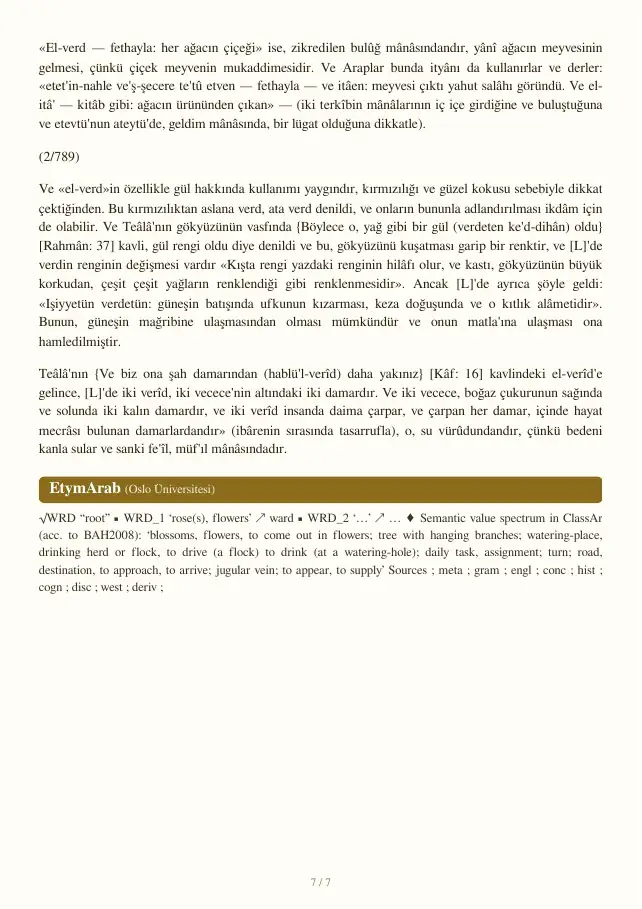 «El-verd — fethayla: her ağacın çiçeği» ise, zikredilen bulûğ mânâsındandır, yânî ağacın meyvesinin
gelmesi, çünkü çiçek meyvenin mukaddimesidir. Ve Araplar bunda ityânı da kullanırlar ve derler:
«etet'in-nahle ve'ş-şecere te'tû etven — fethayla — ve itâen: meyvesi çıktı yahut salâhı göründü. Ve el-
itâ' — kitâb gibi: ağacın ürününden çıkan» — (iki terkîbin mânâlarının iç içe girdiğine ve buluştuğuna
ve etevtü'nun ateytü'de, geldim mânâsında, bir lügat olduğuna dikkatle).
(2/789)
Ve «el-verd»in özellikle gül hakkında kullanımı yaygındır, kırmızılığı ve güzel kokusu sebebiyle dikkat
çektiğinden. Bu kırmızılıktan aslana verd, ata verd denildi, ve onların bununla adlandırılması ikdâm için
de olabilir. Ve Teâlâ'nın gökyüzünün vasfında {Böylece o, yağ gibi bir gül (verdeten ke'd-dihân) oldu}
[Rahmân: 37] kavli, gül rengi oldu diye denildi ve bu, gökyüzünü kuşatması garip bir renktir, ve [L]'de
verdin renginin değişmesi vardır «Kışta rengi yazdaki renginin hilâfı olur, ve kastı, gökyüzünün büyük
korkudan, çeşit çeşit yağların renklendiği gibi renklenmesidir». Ancak [L]'de ayrıca şöyle geldi:
«Işiyyetün verdetün: güneşin batışında ufkunun kızarması, keza doğuşunda ve o kıtlık alâmetidir».
Bunun, güneşin mağribine ulaşmasından olması mümkündür ve onun matla'ına ulaşması ona
hamledilmiştir.
Teâlâ'nın {Ve biz ona şah damarından (hablü'l-verîd) daha yakınız} [Kâf: 16] kavlindeki el-verîd'e
gelince, [L]'de iki verîd, iki vecece'nin altındaki iki damardır. Ve iki vecece, boğaz çukurunun sağında
ve solunda iki kalın damardır, ve iki verîd insanda daima çarpar, ve çarpan her damar, içinde hayat
mecrâsı bulunan damarlardandır» (ibârenin sırasında tasarrufla), o, su vürûdundandır, çünkü bedeni
kanla sular ve sanki fe'îl, müf'ıl mânâsındadır.
EtymArab (Oslo Üniversitesi)
√WRD “root” ▪ WRD_1 ‘rose(s), flowers’ ↗ ward ▪ WRD_2 ‘…’ ↗ … ♦ Semantic value spectrum in ClassAr
(acc. to BAH2008): ‘blossoms, flowers, to come out in flowers; tree with hanging branches; watering-place,
drinking herd or flock, to drive (a flock) to drink (at a watering-hole); daily task, assignment; turn; road,
destination, to approach, to arrive; jugular vein; to appear, to supply’ Sources ; meta ; gram ; engl ; conc ; hist ;
cogn ; disc ; west ; deriv ;
7 / 7